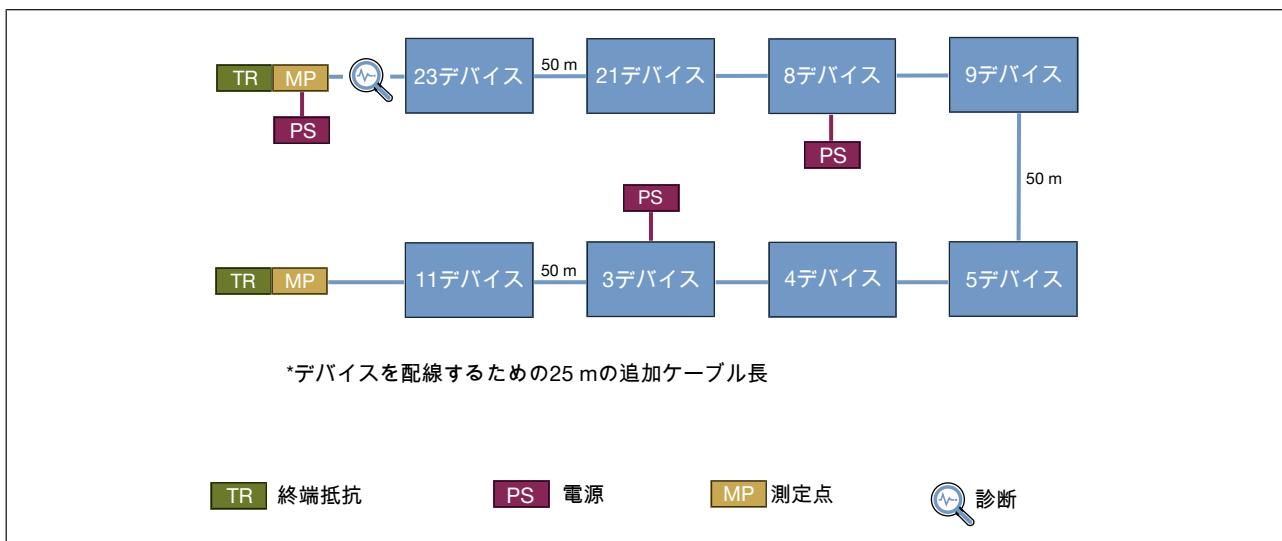 TR MP
PS
23デバイス
50 m
21デバイス
8デバイス
PS
9デバイス
50 m
PS
TR MP
11デバイス
50 m
3デバイス
4デバイス
5デバイス
*デバイスを配線するための25 mの追加ケーブル長
TR 終端抵抗
PS 電源
MP 測定点
診断